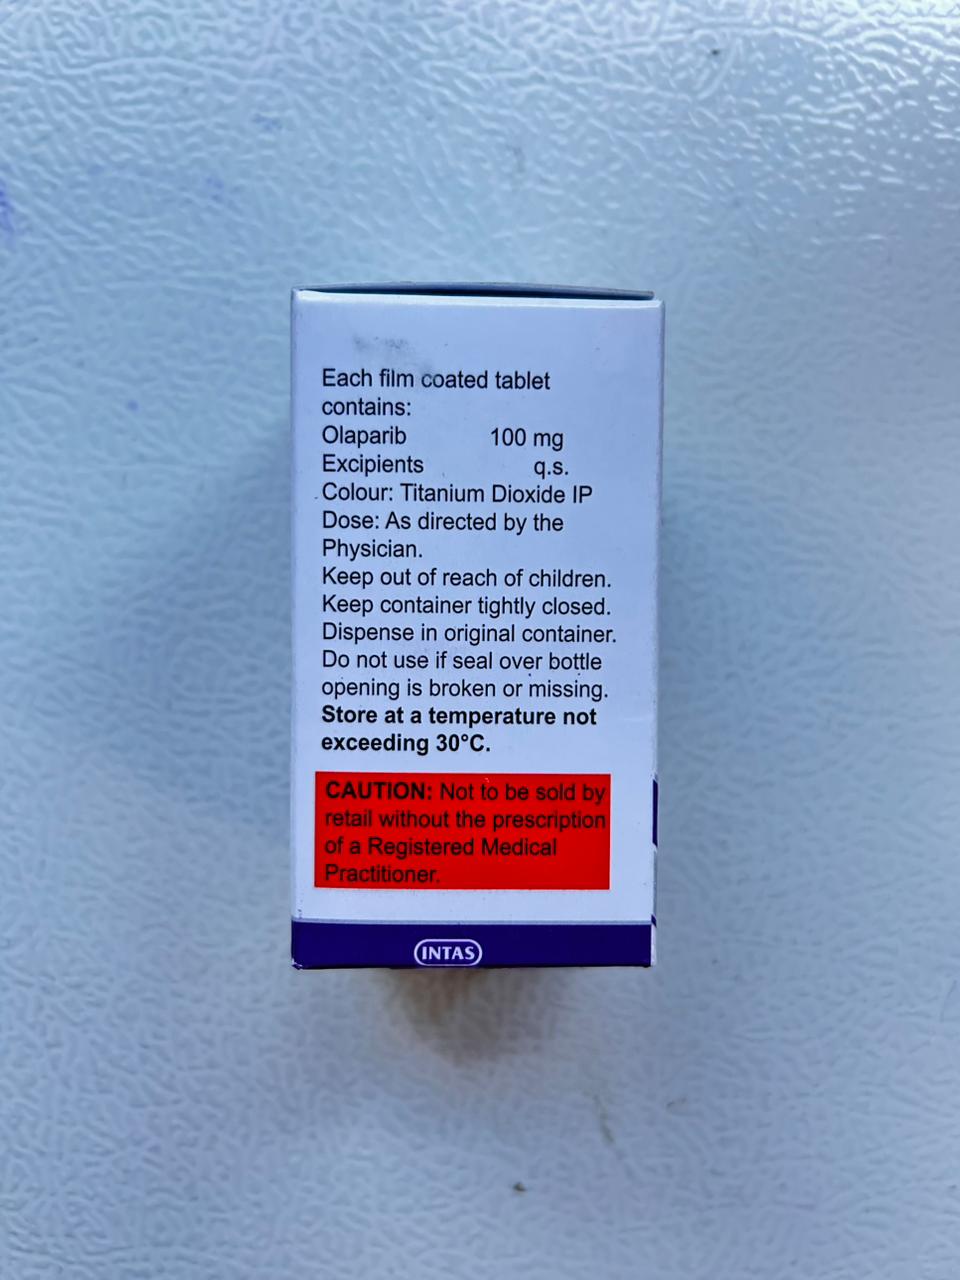 Each film coated tablet
contains:
Olaparib 100 mg
Excipients q.s.
Colour: Titanium Dioxide IP
Dose: As directed by the
Physician.
Keep out of reach of children.
Keep container tightly closed.
Dispense in original container.
Do not use if seal over bottle
opening is broken or missing.
Store at a temperature not
exceeding 30°C.
CAUTION: Not to be sold by
retail without the prescription
of a Registered Medical
Practitioner.
INTAS